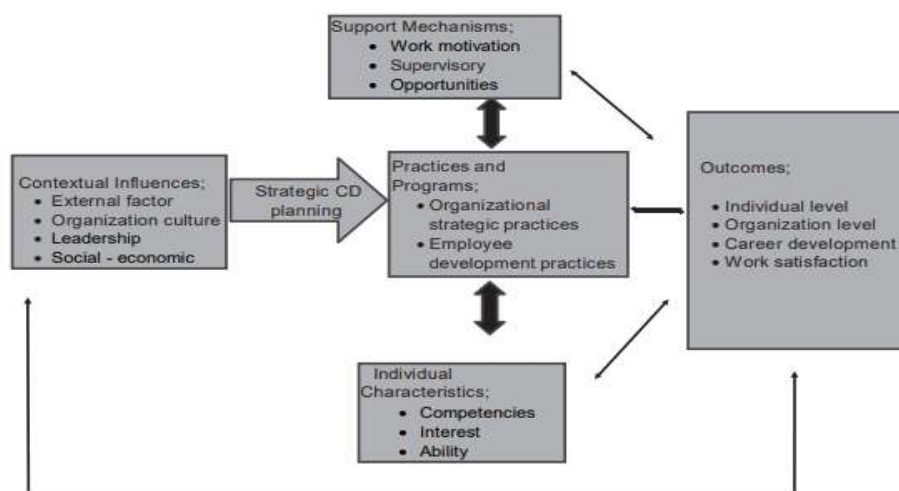 Support Mechanisms;
• Work motivation
• Supervisory
• Opportunities
Contextual Influences;
• External factor
• Organization culture
• Leadership
• Social - economic
Strategic CD
planning
Practices and
Programs;
• Organizational
strategic practices
• Employee
development practices
Outcomes;
• Individual level
• Organization level
• Career development
• Work satisfaction
Individual
Characteristics;
• Competencies
• Interest
• Ability